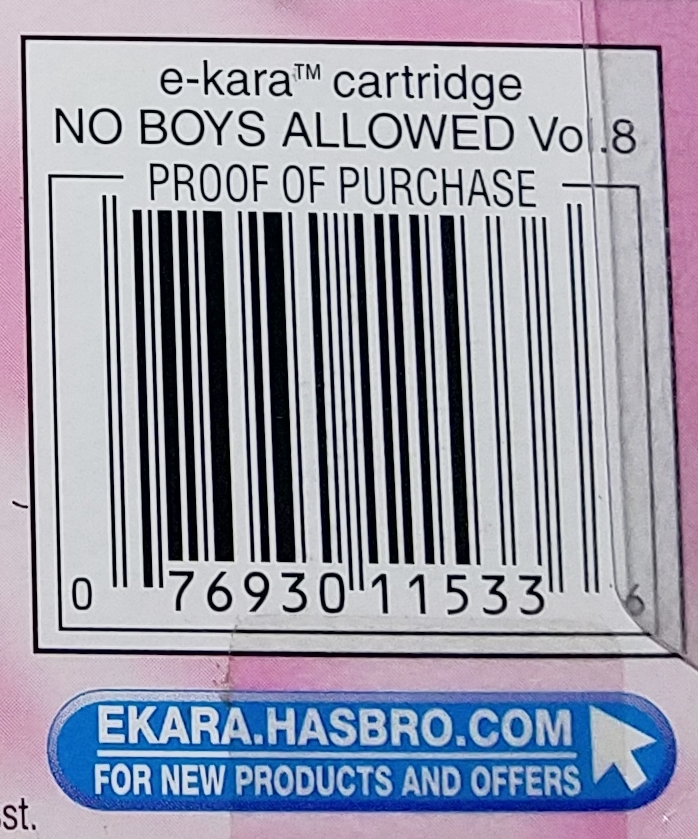 e-kara™ cartridge
NO BOYS ALLOWED Vol.8
PROOF OF PURCHASE
0 76930 11533 6
EKARA.HASBRO.COM
FOR NEW PRODUCTS AND OFFERS
st.